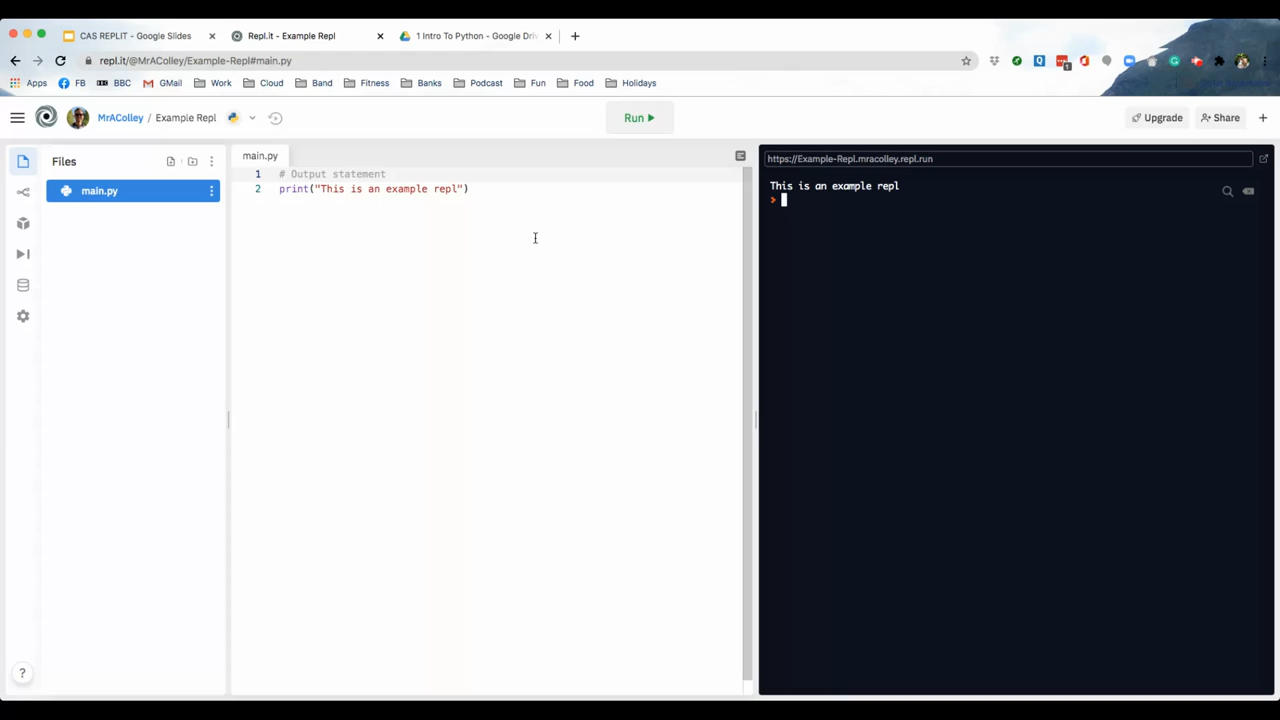 CAS REPLIT - Google Slides
Repl.it - Example Repl
1 Intro To Python - Google Driv
repl.it/@MrAColley/Example-Repl#main.py
Apps FB BBC GMail Work Cloud Band Fitness Banks Podcast Fun Food Holidays
MrAColley / Example Repl
Run
Upgrade
Share
Files
main.py
main.py
1 # Output statement
2 print("This is an example repl")
https://Example-Repl.mracolley.repl.run
This is an example repl
>
?